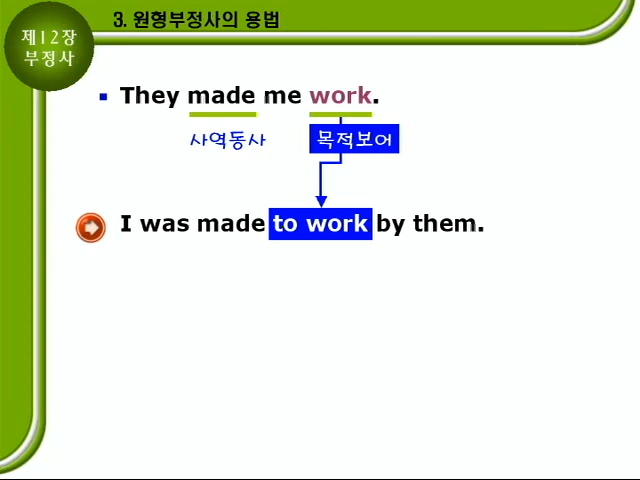 제12장
부정사
3. 원형부정사의 용법
They made me work.
사역동사 목적보어
I was made to work by them.